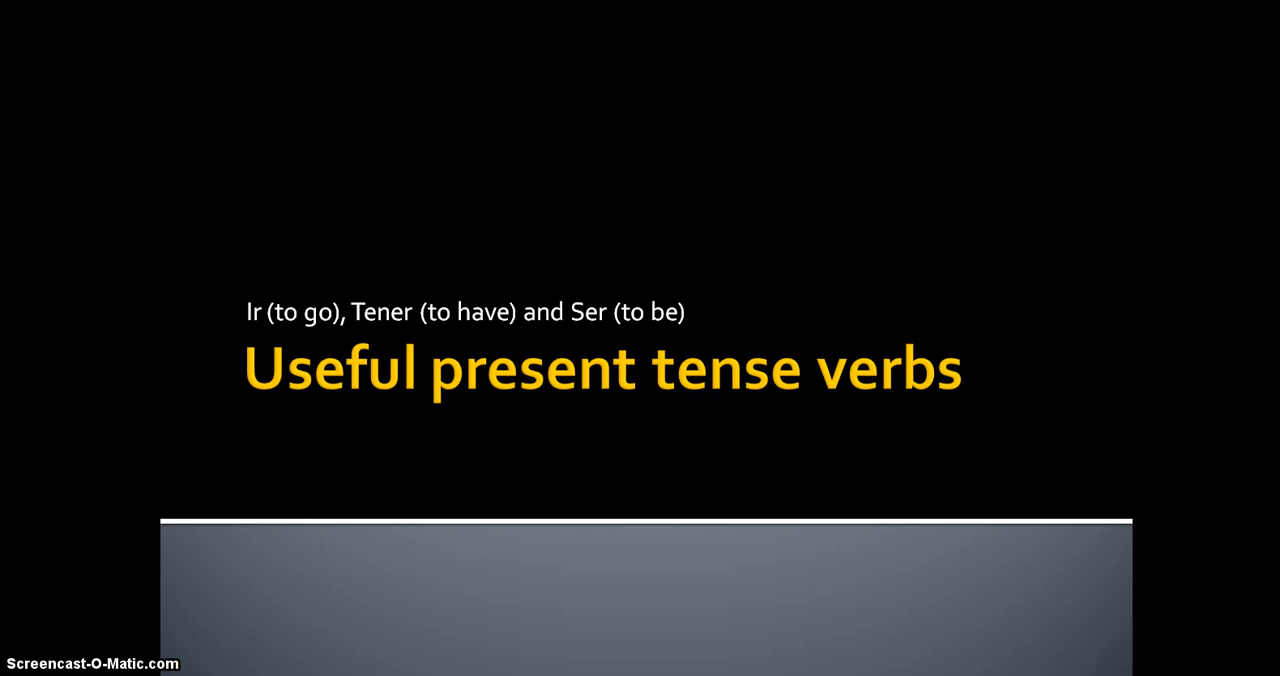 Ir (to go), Tener (to have) and Ser (to be)
Useful present tense verbs
Screencast-O-Matic.com